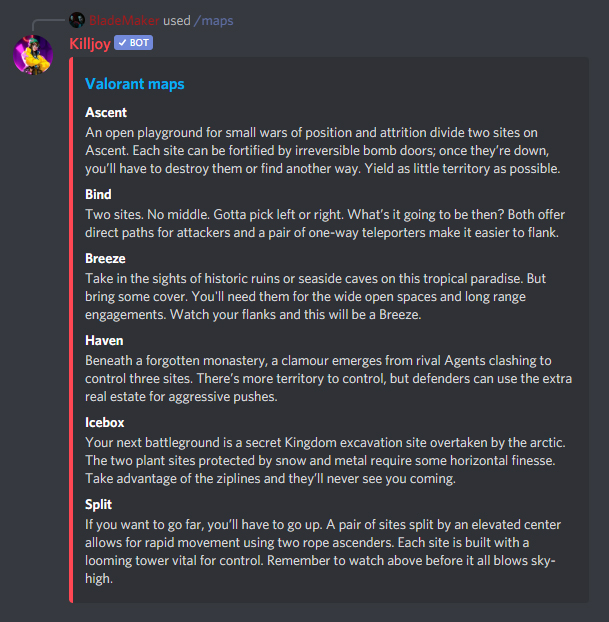 BladeMaker used /maps
Killjoy ✓ BOT
Valorant maps
Ascent
An open playground for small wars of position and attrition divide two sites on
Ascent. Each site can be fortified by irreversible bomb doors; once they're down,
you'll have to destroy them or find another way. Yield as little territory as possible.
Bind
Two sites. No middle. Gotta pick left or right. What's it going to be then? Both offer
direct paths for attackers and a pair of one-way teleporters make it easier to flank.
Breeze
Take in the sights of historic ruins or seaside caves on this tropical paradise. But
bring some cover. You'll need them for the wide open spaces and long range
engagements. Watch your flanks and this will be a Breeze.
Haven
Beneath a forgotten monastery, a clamour emerges from rival Agents clashing to
control three sites. There's more territory to control, but defenders can use the extra
real estate for aggressive pushes.
Icebox
Your next battleground is a secret Kingdom excavation site overtaken by the arctic.
The two plant sites protected by snow and metal require some horizontal finesse.
Take advantage of the ziplines and they'll never see you coming.
Split
If you want to go far, you'll have to go up. A pair of sites split by an elevated center
allows for rapid movement using two rope ascenders. Each site is built with a
looming tower vital for control. Remember to watch above before it all blows sky-
high.